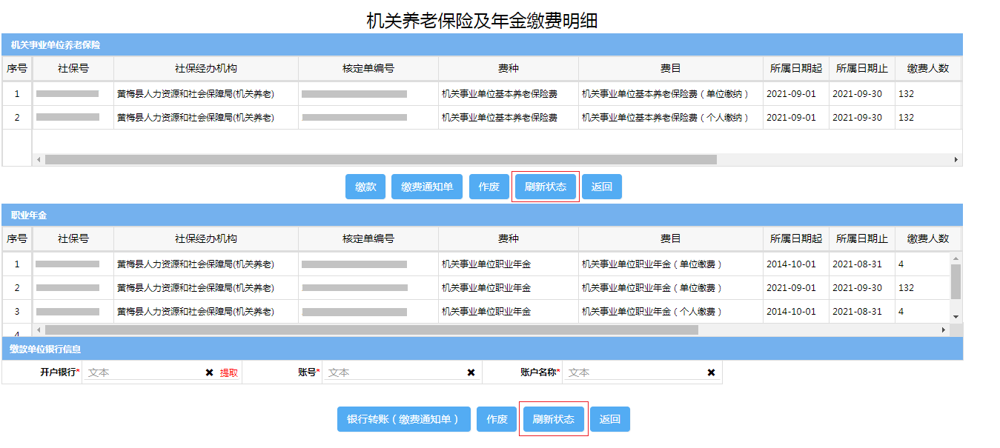 机关养老保险及年金缴费明细
机关事业单位养老保险
序号 社保号 社保经办机构 核定单编号 费种 费目 所属日期起 所属日期止 缴费人数
1 黄梅县人力资源和社会保障局(机关养老) 机关事业单位基本养老保险费 机关事业单位基本养老保险费（单位缴纳） 2021-09-01 2021-09-30 132
2 黄梅县人力资源和社会保障局(机关养老) 机关事业单位基本养老保险费 机关事业单位基本养老保险费（个人缴纳） 2021-09-01 2021-09-30 132
缴款 缴费通知单 作废 刷新状态 返回
职业年金
序号 社保号 社保经办机构 核定单编号 费种 费目 所属日期起 所属日期止 缴费人数
1 黄梅县人力资源和社会保障局(机关养老) 机关事业单位职业年金 机关事业单位职业年金（单位缴费） 2014-10-01 2021-08-31 4
2 黄梅县人力资源和社会保障局(机关养老) 机关事业单位职业年金 机关事业单位职业年金（单位缴费） 2021-09-01 2021-09-30 132
3 黄梅县人力资源和社会保障局(机关养老) 机关事业单位职业年金 机关事业单位职业年金（个人缴费） 2014-10-01 2021-08-31 4
4
缴款单位银行信息
开户银行* 文本 提取 账号* 文本 账户名称* 文本
银行转账（缴费通知单） 作废 刷新状态 返回